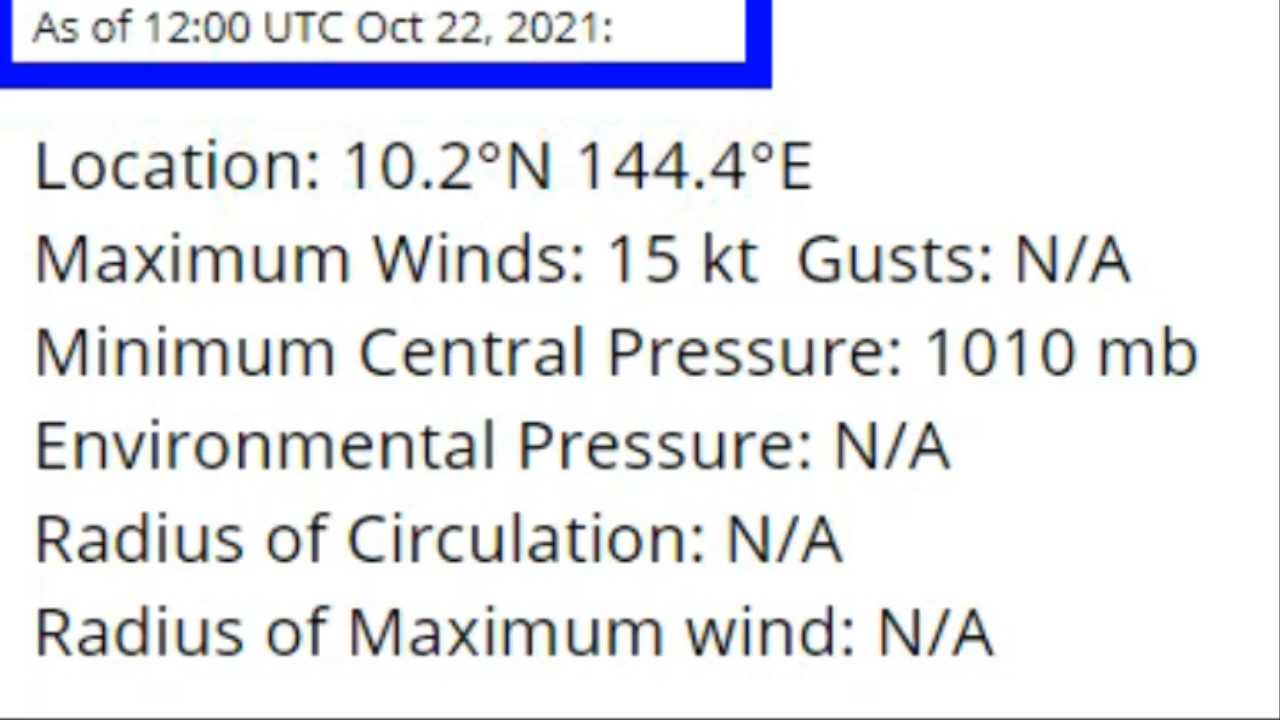 As of 12:00 UTC Oct 22, 2021:
Location: 10.2°N 144.4°E
Maximum Winds: 15 kt  Gusts: N/A
Minimum Central Pressure: 1010 mb
Environmental Pressure: N/A
Radius of Circulation: N/A
Radius of Maximum wind: N/A